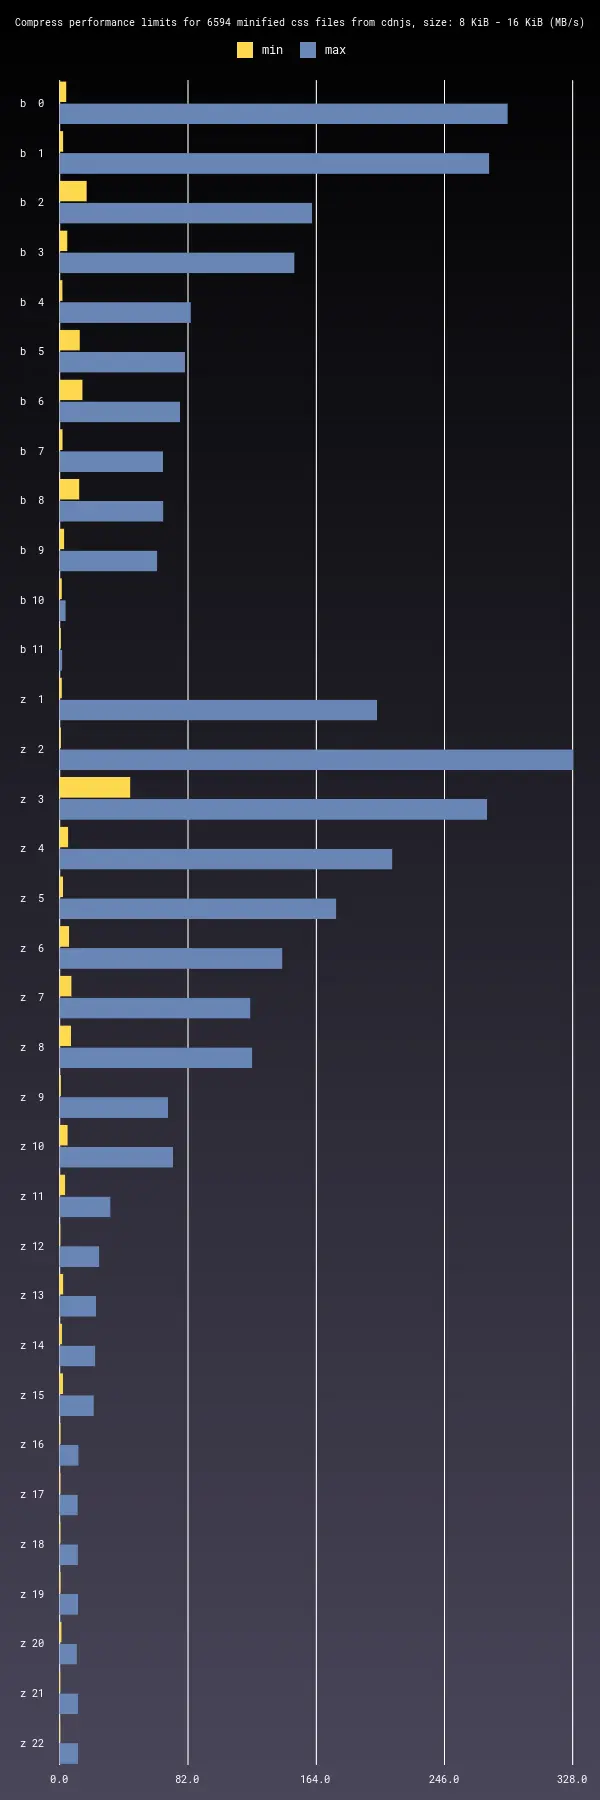 Compress performance limits for 6594 minified css files from cdnjs, size: 8 KiB - 16 KiB (MB/s)
min max
b 0
b 1
b 2
b 3
b 4
b 5
b 6
b 7
b 8
b 9
b 10
b 11
z 1
z 2
z 3
z 4
z 5
z 6
z 7
z 8
z 9
z 10
z 11
z 12
z 13
z 14
z 15
z 16
z 17
z 18
z 19
z 20
z 21
z 22
0.0 82.0 164.0 246.0 328.0